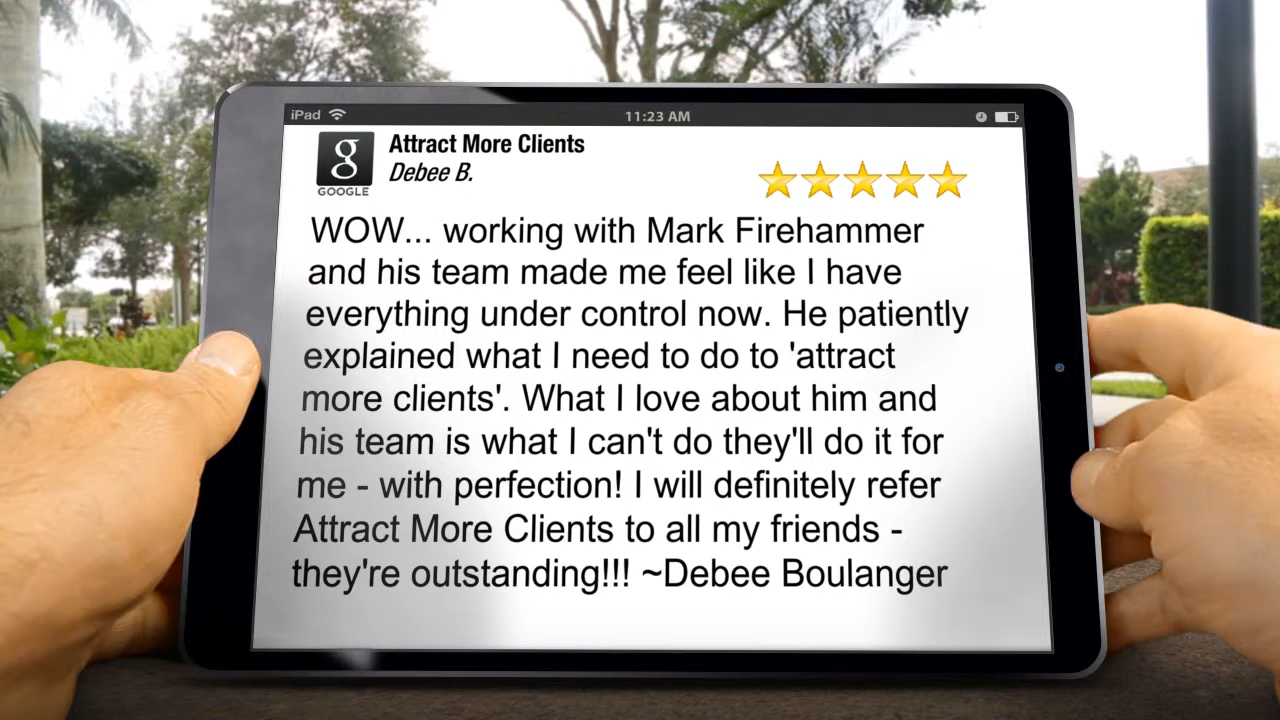 iPad 11:23 AM
g
GOOGLE
Attract More Clients
Debee B.
WOW... working with Mark Firehammer
and his team made me feel like I have
everything under control now. He patiently
explained what I need to do to 'attract
more clients'. What I love about him and
his team is what I can't do they'll do it for
me - with perfection! I will definitely refer
Attract More Clients to all my friends -
they're outstanding!!! ~Debee Boulanger